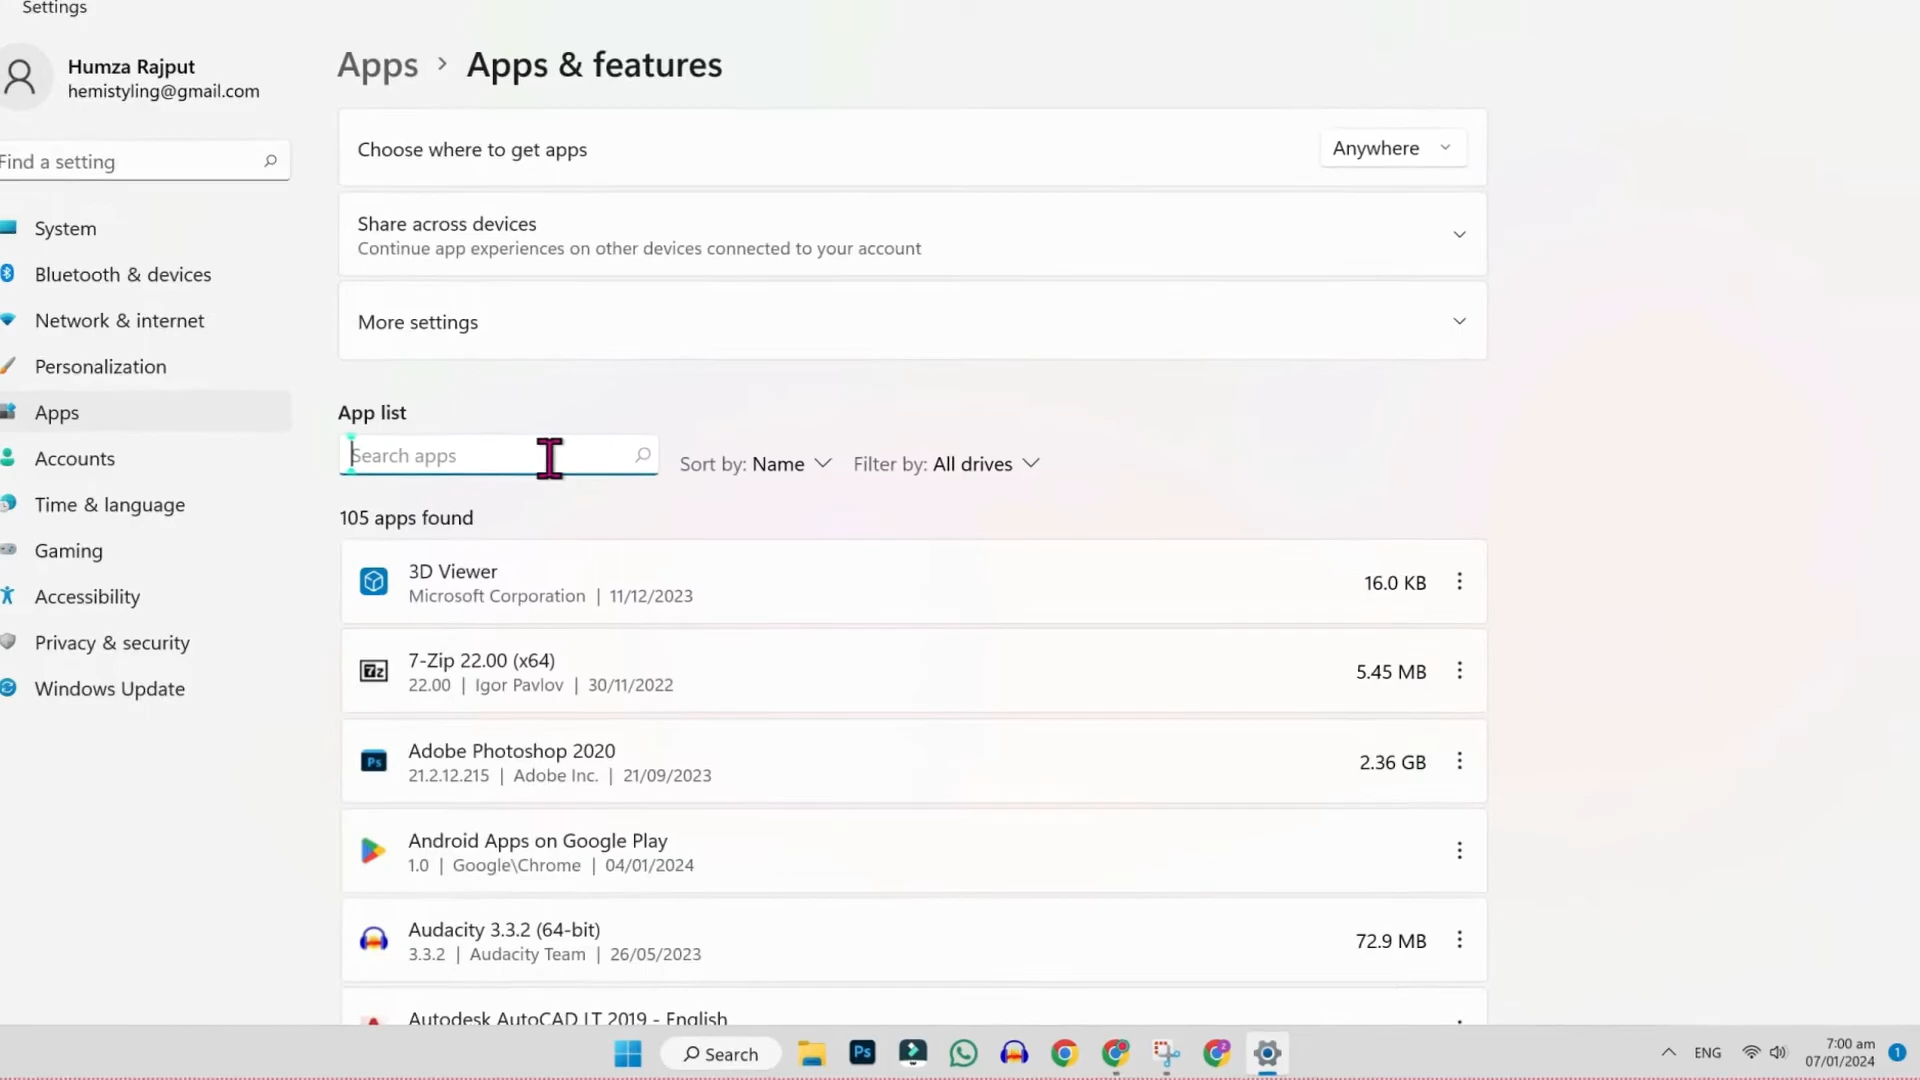 Settings
Humza Rajput
hemistyling@gmail.com
Find a setting
System
Bluetooth & devices
Network & internet
Personalization
Apps
Accounts
Time & language
Gaming
Accessibility
Privacy & security
Windows Update
Apps > Apps & features
Choose where to get apps
Anywhere
Share across devices
Continue app experiences on other devices connected to your account
More settings
App list
Search apps
Sort by: Name
Filter by: All drives
105 apps found
3D Viewer
Microsoft Corporation | 11/12/2023
16.0 KB
7z
7-Zip 22.00 (x64)
22.00 | Igor Pavlov | 30/11/2022
5.45 MB
Ps
Adobe Photoshop 2020
21.2.12.215 | Adobe Inc. | 21/09/2023
2.36 GB
Android Apps on Google Play
1.0 | Google\Chrome | 04/01/2024
Audacity 3.3.2 (64-bit)
3.3.2 | Audacity Team | 26/05/2023
72.9 MB
Autodesk AutoCAD LT 2019 - English
Search
Ps
ENG
7:00 am
07/01/2024
1